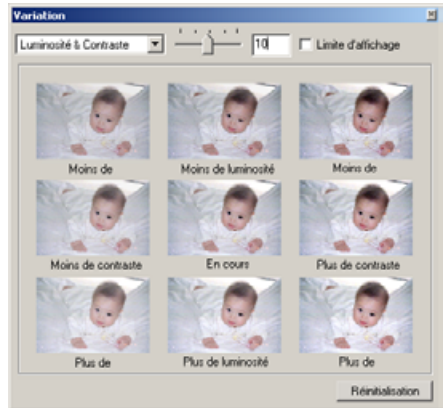 Variation
Luminosité & Contraste 10 Limite d'affichage
Moins de Moins de luminosité Moins de
Moins de contraste En cours Plus de contraste
Plus de Plus de luminosité Plus de
Réinitialisation